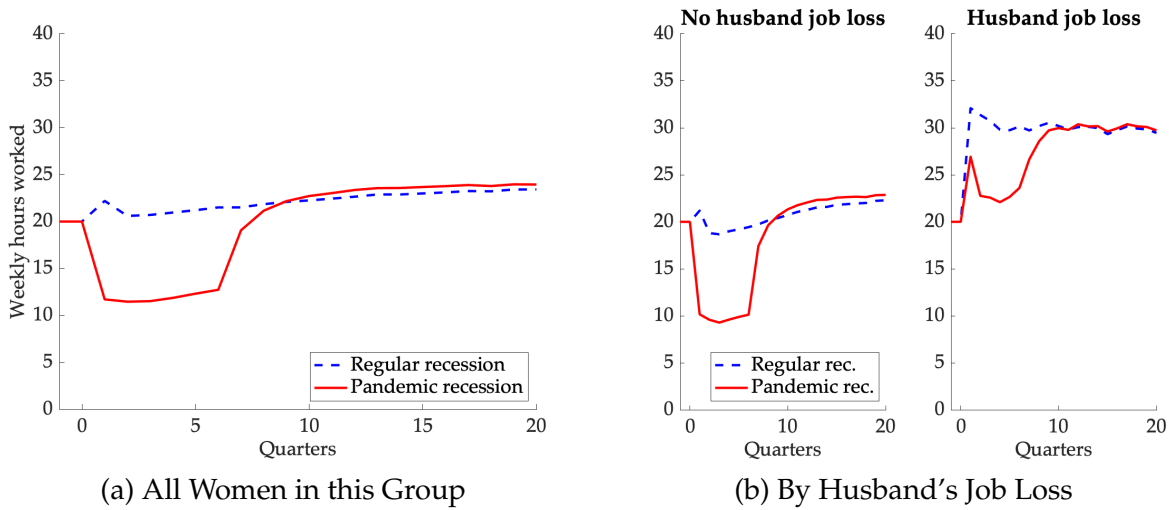 40
35
30
25
20
15
10
5
0
Weekly hours worked
Regular recession
Pandemic recession
0 5 10 15 20
Quarters
(a) All Women in this Group
No husband job loss
40
35
30
25
20
15
10
5
0
Regular rec.
Pandemic rec.
0 10 20
Quarters
Husband job loss
40
35
30
25
20
15
10
5
0
0 10 20
Quarters
(b) By Husband's Job Loss